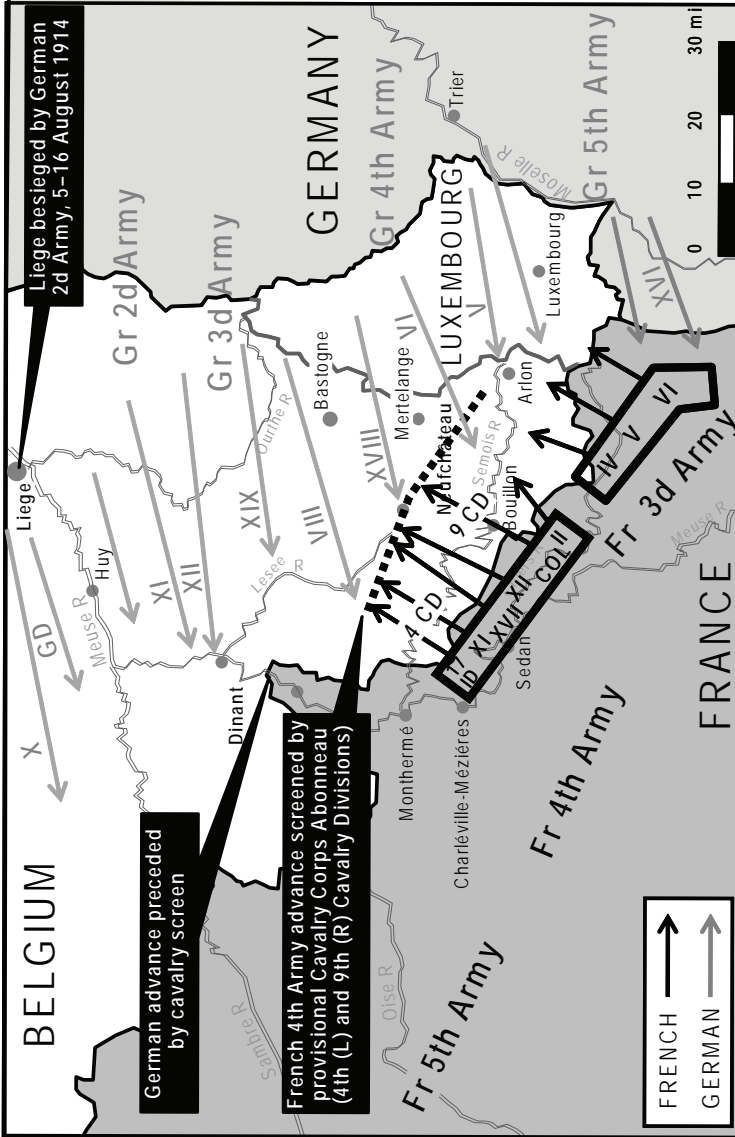 BELGIUM
Liege besieged by German
2d Army, 5–16 August 1914
Liege
X
GD
Huy
Meuse R
Gr 2d Army
XI
XII
German advance preceded
by cavalry screen
Dinant
Gr 3d Army
XIX
Ourthe R
Lesee
R
VIII
Sambre R
GERMANY
French 4th Army advance screened by
provisional Cavalry Corps Abonneau
(4th (L) and 9th (R) Cavalry Divisions)
Bastogne
XVIII
Gr 4th Army
Mertelange
VI
Neufchâteau
LUXEMBOURG
V
Trier
Oise R
Monthermé
4 CD
9 CD
Semois R
Bouillon
Arlon
Luxembourg
Moselle R
Charléville-Mézières
17
ID
XI
XVII
XII
COL
II
Sedan
Gr 5th Army
XVI
Fr 5th Army
Fr 4th Army
IV
V
VI
Fr 3d Army
Meuse R
FRANCE
FRENCH
GERMAN
0
10
20
30 mi